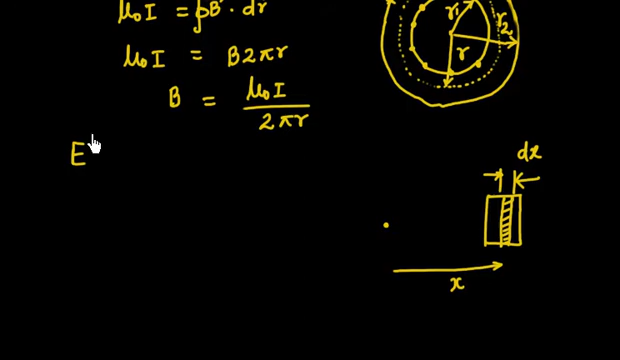 μ₀I = ∮B · dr
μ₀I = B2πr
B = μ₀I / 2πr
E
r₁
r₂
r
dx
x